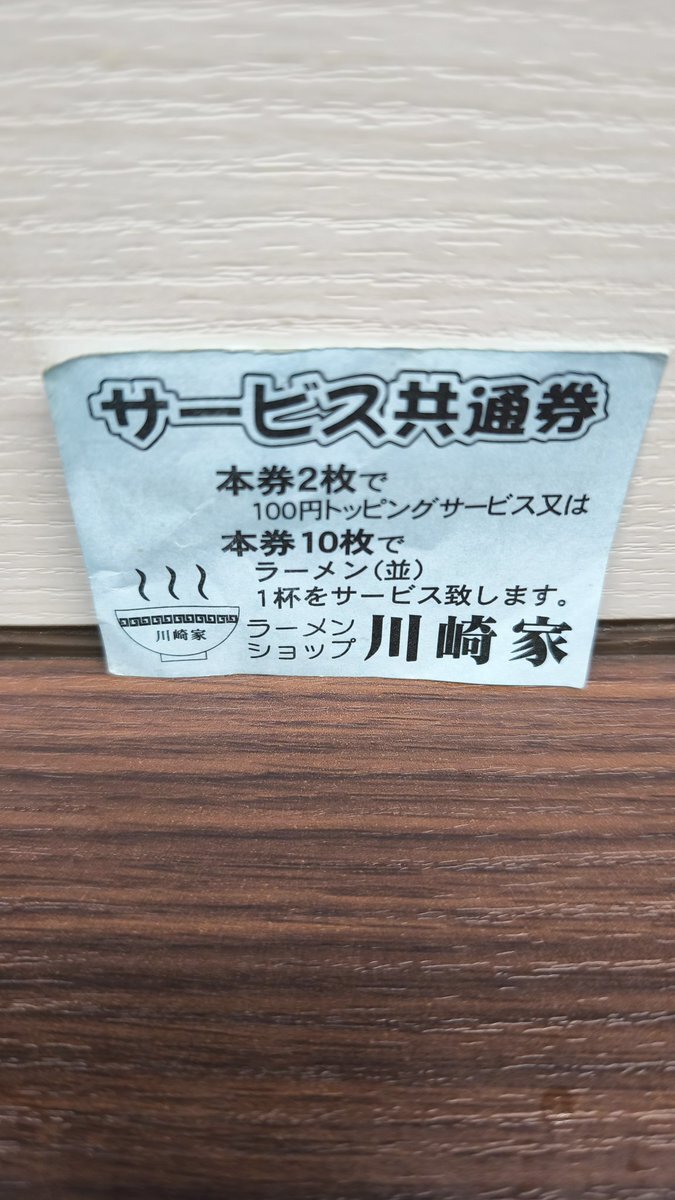 サービス共通券
本券2枚で
100円トッピングサービス又は
本券10枚で
ラーメン(並)
1杯をサービス致します。
川崎家
ラーメン
ショップ
川崎家